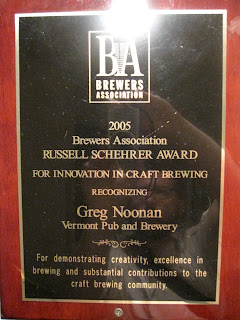 BA
BREWERS
ASSOCIATION
2005
Brewers Association
RUSSELL SCHEHRER AWARD
FOR INNOVATION IN CRAFT BREWING
RECOGNIZING
Greg Noonan
Vermont Pub and Brewery
For demonstrating creativity, excellence in
brewing and substantial contributions to the
craft brewing community.